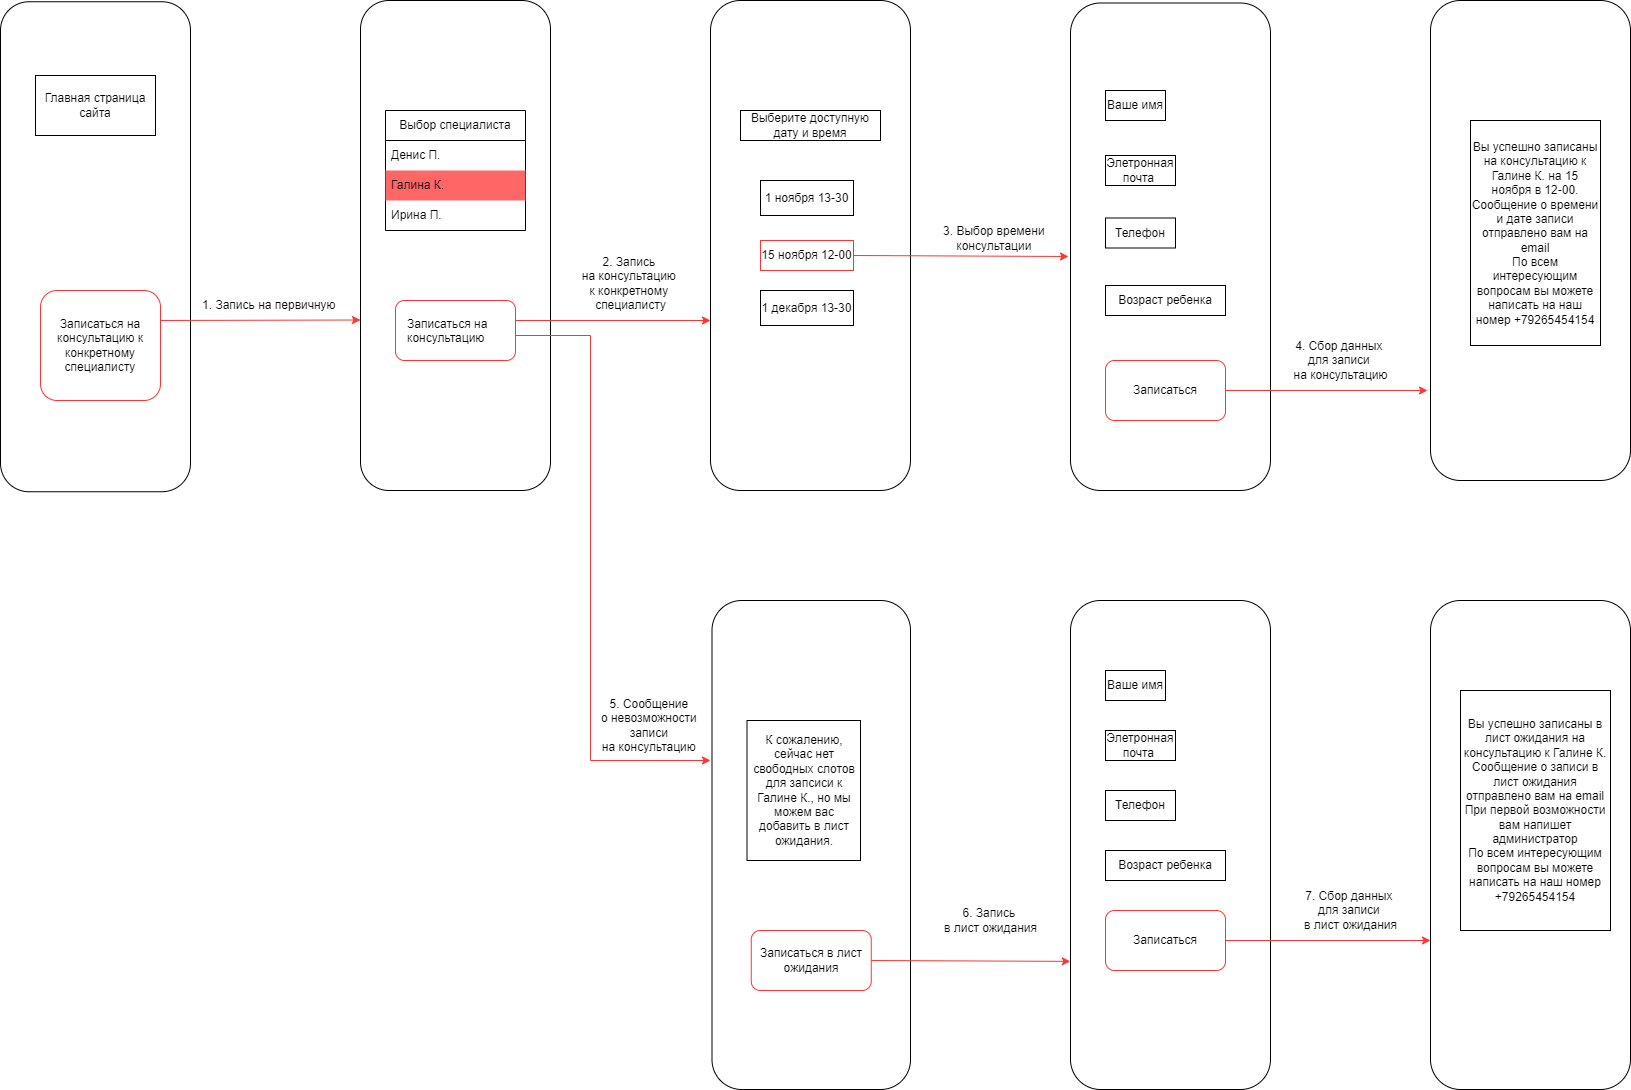 Главная страница
сайта
Записаться на
консультацию к
конкретному
специалисту
1. Запись на первичную
Выбор специалиста
Денис П.
Галина К.
Ирина П.
Записаться на
консультацию
2. Запись
на консультацию
к конкретному
специалисту
Выберите доступную
дату и время
1 ноября 13-30
15 ноября 12-00
1 декабря 13-30
3. Выбор времени
консультации
Ваше имя
Элетронная
почта
Телефон
Возраст ребенка
Записаться
4. Сбор данных
для записи
на консультацию
Вы успешно записаны
на консультацию к
Галине К. на 15
ноября в 12-00.
Сообщение о времени
и дате записи
отправлено вам на
email
По всем
интересующим
вопросам вы можете
написать на наш
номер +79265454154
5. Сообщение
о невозможности
записи
на консультацию
К сожалению,
сейчас нет
свободных слотов
для запсиси к
Галине К., но мы
можем вас
добавить в лист
ожидания.
Записаться в лист
ожидания
6. Запись
в лист ожидания
Ваше имя
Элетронная
почта
Телефон
Возраст ребенка
Записаться
7. Сбор данных
для записи
в лист ожидания
Вы успешно записаны в
лист ожидания на
консультацию к Галине К.
Сообщение о записи в
лист ожидания
отправлено вам на email
При первой возможности
вам напишет
администратор
По всем интересующим
вопросам вы можете
написать на наш номер
+79265454154